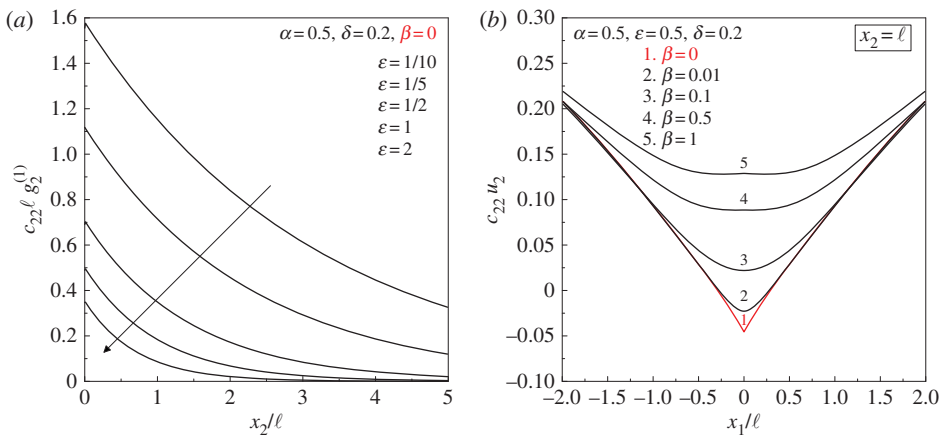 (a)
α = 0.5, δ = 0.2, β = 0
ε = 1/10
ε = 1/5
ε = 1/2
ε = 1
ε = 2
1.6
1.4
1.2
1.0
0.8
0.6
0.4
0.2
0
c₂₂ℓ g₂⁽¹⁾
0 1 2 3 4 5
x₂/ℓ
(b)
α = 0.5, ε = 0.5, δ = 0.2
x₂ = ℓ
1. β = 0
2. β = 0.01
3. β = 0.1
4. β = 0.5
5. β = 1
0.30
0.25
0.20
0.15
0.10
0.05
0
−0.05
−0.10
c₂₂u₂
5
4
3
2
1
−2.0 −1.5 −1.0 −0.5 0 0.5 1.0 1.5 2.0
x₁/ℓ